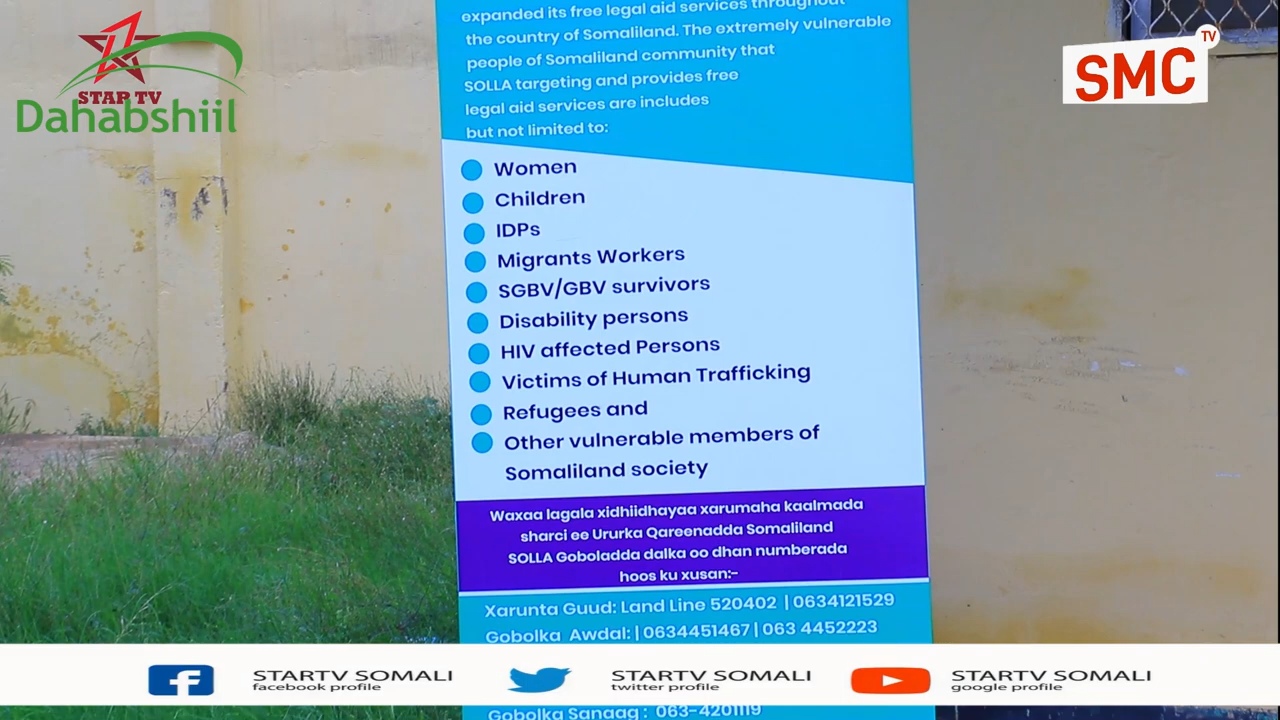 expanded its free legal aid services throughout
the country of Somaliland. The extremely vulnerable
people of Somaliland community that
SOLLA targeting and provides free
legal aid services are includes
but not limited to:
Women
Children
IDPs
Migrants Workers
SGBV/GBV survivors
Disability persons
HIV affected Persons
Victims of Human Trafficking
Refugees and
Other vulnerable members of
Somaliland society
Waxaa lagala xidhiidhayaa xarumaha kaalmada
sharci ee Ururka Qareenadda Somaliland
SOLLA Goboladda dalka oo dhan numberada
hoos ku xusan:-
Xarunta Guud: Land Line 520402 | 0634121529
Gobolka Awdal: | 0634451467 | 063 4452223
Gobolka Sanaag : 063-4201119
STAR TV
Dahabshiil
SMC TV
STARTV SOMALI
facebook profile
STARTV SOMALI
twitter profile
STARTV SOMALI
google profile